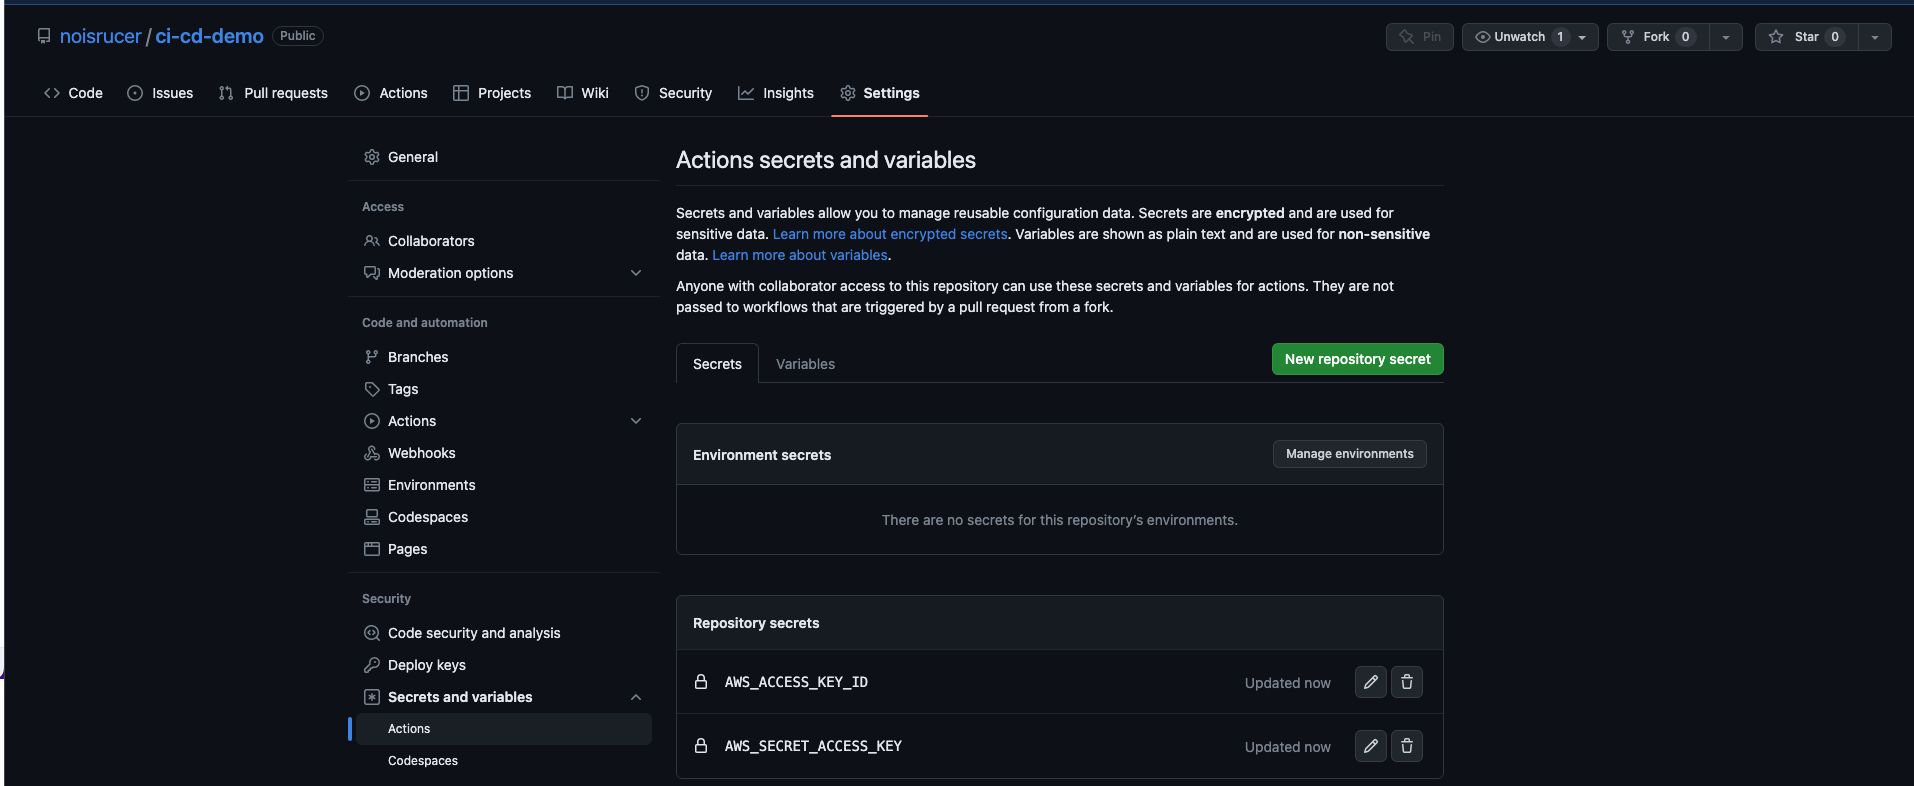 noisrucer / ci-cd-demo Public
Pin Unwatch 1 Fork 0 Star 0
Code Issues Pull requests Actions Projects Wiki Security Insights Settings
General
Access
Collaborators
Moderation options
Code and automation
Branches
Tags
Actions
Webhooks
Environments
Codespaces
Pages
Security
Code security and analysis
Deploy keys
Secrets and variables
Actions
Codespaces
Actions secrets and variables
Secrets and variables allow you to manage reusable configuration data. Secrets are encrypted and are used for
sensitive data. Learn more about encrypted secrets. Variables are shown as plain text and are used for non-sensitive
data. Learn more about variables.
Anyone with collaborator access to this repository can use these secrets and variables for actions. They are not
passed to workflows that are triggered by a pull request from a fork.
Secrets Variables New repository secret
Environment secrets Manage environments
There are no secrets for this repository's environments.
Repository secrets
AWS_ACCESS_KEY_ID Updated now
AWS_SECRET_ACCESS_KEY Updated now